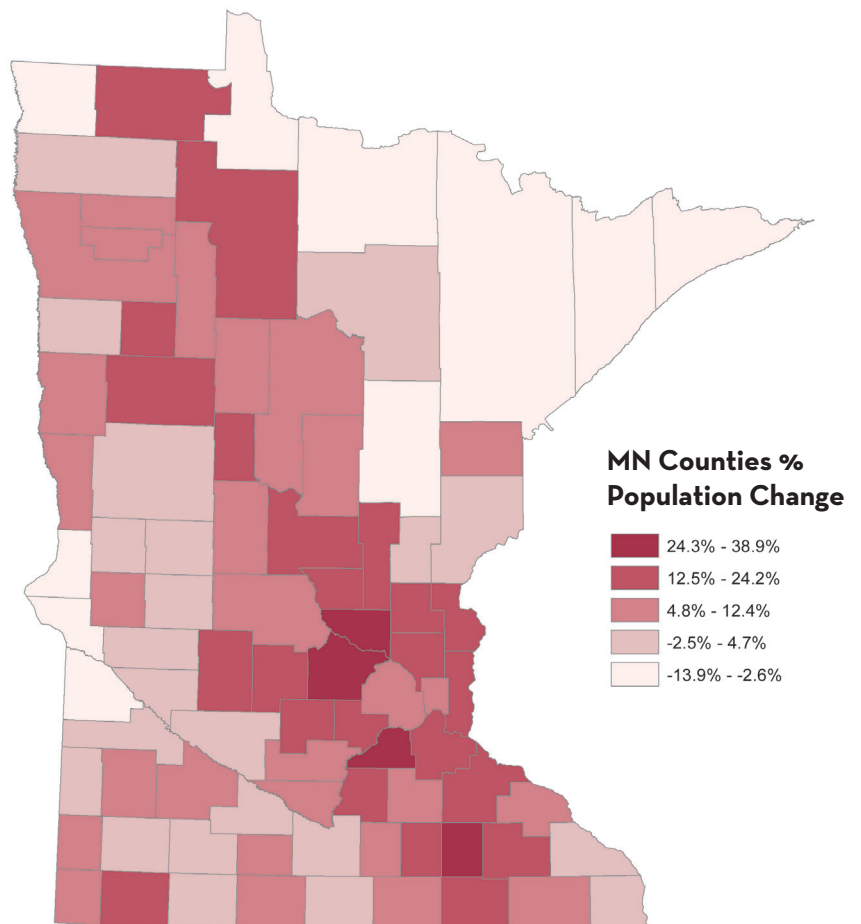 MN Counties %
Population Change
24.3% - 38.9%
12.5% - 24.2%
4.8% - 12.4%
-2.5% - 4.7%
-13.9% - -2.6%